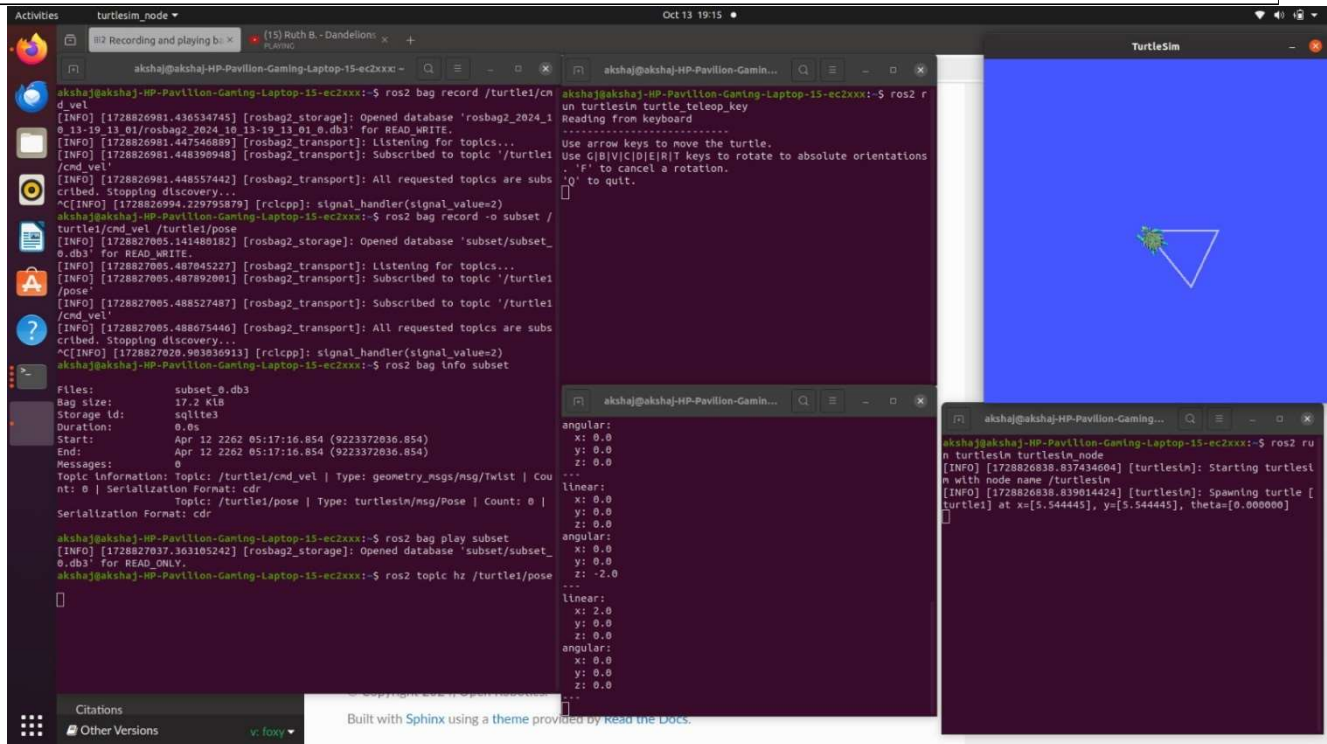 Activities turtlesim_node Oct 13 19:15
Recording and playing ba × (15) Ruth B. - Dandelions × +
PLAYING
akshaj@akshaj-HP-Pavilion-Gaming-Laptop-15-ec2xxx: ~
akshaj@akshaj-HP-Pavilion-Gaming-Laptop-15-ec2xxx:~$ ros2 bag record /turtle1/cm
d_vel
[INFO] [1728826981.436534745] [rosbag2_storage]: Opened database 'rosbag2_2024_1
0_13-19_13_01/rosbag2_2024_10_13-19_13_01_0.db3' for READ_WRITE.
[INFO] [1728826981.447546889] [rosbag2_transport]: Listening for topics...
[INFO] [1728826981.448390948] [rosbag2_transport]: Subscribed to topic '/turtle1
/cmd_vel'
[INFO] [1728826981.448557442] [rosbag2_transport]: All requested topics are subs
cribed. Stopping discovery...
^C[INFO] [1728826994.229795879] [rclcpp]: signal_handler(signal_value=2)
akshaj@akshaj-HP-Pavilion-Gaming-Laptop-15-ec2xxx:~$ ros2 bag record -o subset /
turtle1/cmd_vel /turtle1/pose
[INFO] [1728827005.141480182] [rosbag2_storage]: Opened database 'subset/subset_
0.db3' for READ_WRITE.
[INFO] [1728827005.487045227] [rosbag2_transport]: Listening for topics...
[INFO] [1728827005.487892001] [rosbag2_transport]: Subscribed to topic '/turtle1
/pose'
[INFO] [1728827005.488527487] [rosbag2_transport]: Subscribed to topic '/turtle1
/cmd_vel'
[INFO] [1728827005.488675446] [rosbag2_transport]: All requested topics are subs
cribed. Stopping discovery...
^C[INFO] [1728827020.903036913] [rclcpp]: signal_handler(signal_value=2)
akshaj@akshaj-HP-Pavilion-Gaming-Laptop-15-ec2xxx:~$ ros2 bag info subset
Files: subset_0.db3
Bag size: 17.2 KiB
Storage id: sqlite3
Duration: 0.0s
Start: Apr 12 2262 05:17:16.854 (9223372036.854)
End: Apr 12 2262 05:17:16.854 (9223372036.854)
Messages: 0
Topic information: Topic: /turtle1/cmd_vel | Type: geometry_msgs/msg/Twist | Cou
nt: 0 | Serialization Format: cdr
Topic: /turtle1/pose | Type: turtlesim/msg/Pose | Count: 0 |
Serialization Format: cdr
akshaj@akshaj-HP-Pavilion-Gaming-Laptop-15-ec2xxx:~$ ros2 bag play subset
[INFO] [1728827037.363105242] [rosbag2_storage]: Opened database 'subset/subset_
0.db3' for READ_ONLY.
akshaj@akshaj-HP-Pavilion-Gaming-Laptop-15-ec2xxx:~$ ros2 topic hz /turtle1/pose
akshaj@akshaj-HP-Pavilion-Gamin...
akshaj@akshaj-HP-Pavilion-Gaming-Laptop-15-ec2xxx:~$ ros2 r
un turtlesim turtle_teleop_key
Reading from keyboard
---------------------------
Use arrow keys to move the turtle.
Use G|B|V|C|D|E|R|T keys to rotate to absolute orientations
. 'F' to cancel a rotation.
'Q' to quit.
akshaj@akshaj-HP-Pavilion-Gamin...
angular:
x: 0.0
y: 0.0
z: 0.0
---
linear:
x: 0.0
y: 0.0
z: 0.0
angular:
x: 0.0
y: 0.0
z: -2.0
---
linear:
x: 2.0
y: 0.0
z: 0.0
angular:
x: 0.0
y: 0.0
z: 0.0
---
TurtleSim
akshaj@akshaj-HP-Pavilion-Gaming...
akshaj@akshaj-HP-Pavilion-Gaming-Laptop-15-ec2xxx:~$ ros2 ru
n turtlesim turtlesim_node
[INFO] [1728826838.837434604] [turtlesim]: Starting turtlesi
m with node name /turtlesim
[INFO] [1728826838.839014424] [turtlesim]: Spawning turtle [
turtle1] at x=[5.544445], y=[5.544445], theta=[0.000000]
Citations
Other Versions v: foxy
Built with Sphinx using a theme provided by Read the Docs.